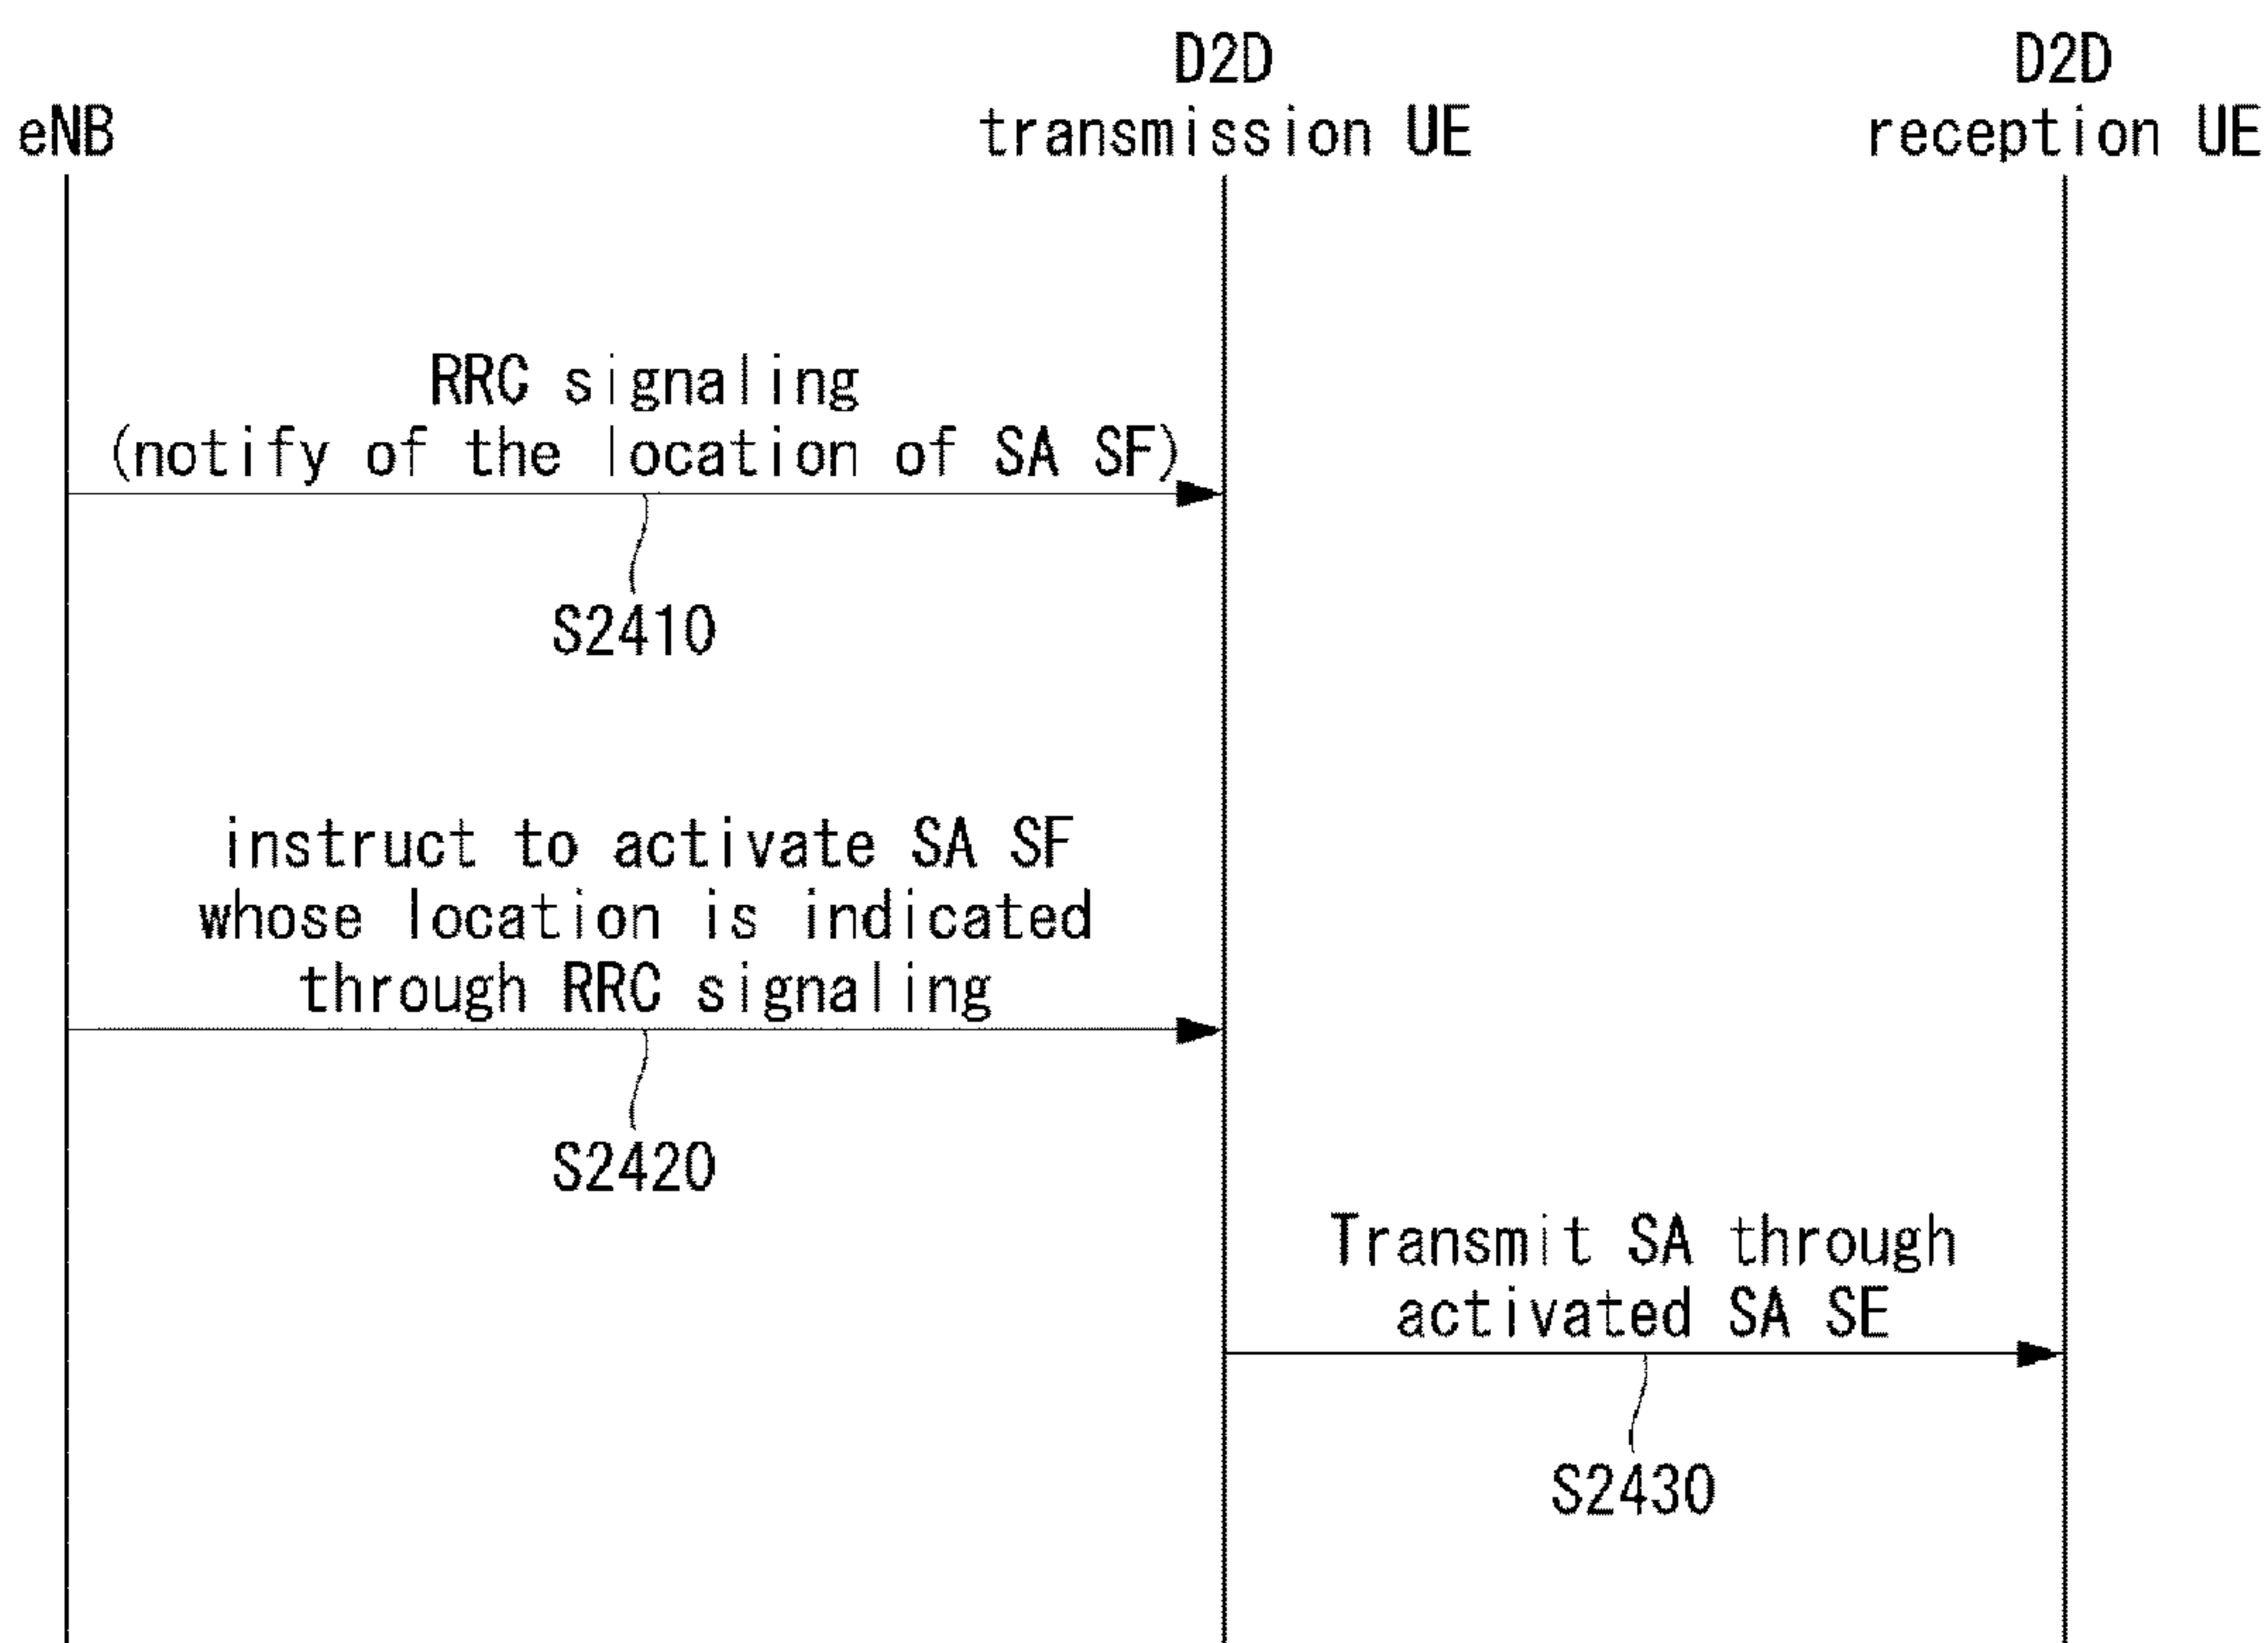 eNB
D2D
transmission UE
D2D
reception UE
RRC signaling
(notify of the location of SA SF)
S2410
instruct to activate SA SF
whose location is indicated
through RRC signaling
S2420
Transmit SA through
activated SA SE
S2430